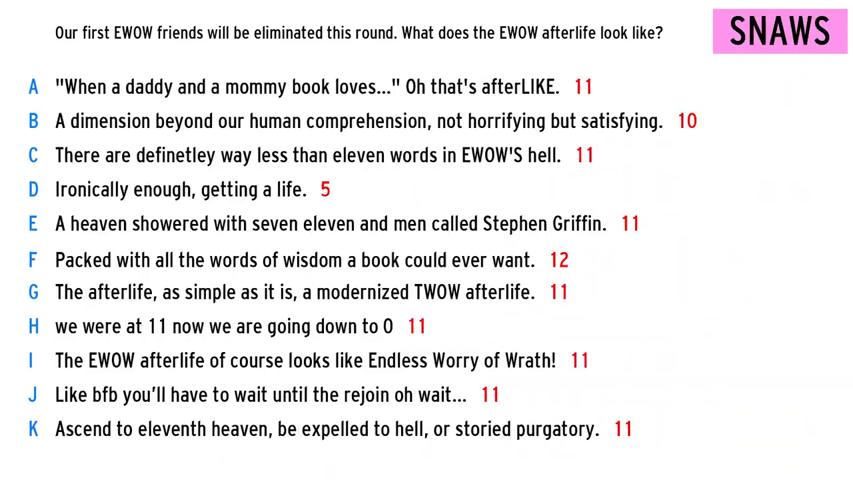 Our first EWOW friends will be eliminated this round. What does the EWOW afterlife look like?
SNAWS
A "When a daddy and a mommy book loves..." Oh that's afterLIKE. 11
B A dimension beyond our human comprehension, not horrifying but satisfying. 10
C There are definetley way less than eleven words in EWOW'S hell. 11
D Ironically enough, getting a life. 5
E A heaven showered with seven eleven and men called Stephen Griffin. 11
F Packed with all the words of wisdom a book could ever want. 12
G The afterlife, as simple as it is, a modernized TWOW afterlife. 11
H we were at 11 now we are going down to 0 11
I The EWOW afterlife of course looks like Endless Worry of Wrath! 11
J Like bfb you'll have to wait until the rejoin oh wait... 11
K Ascend to eleventh heaven, be expelled to hell, or storied purgatory. 11